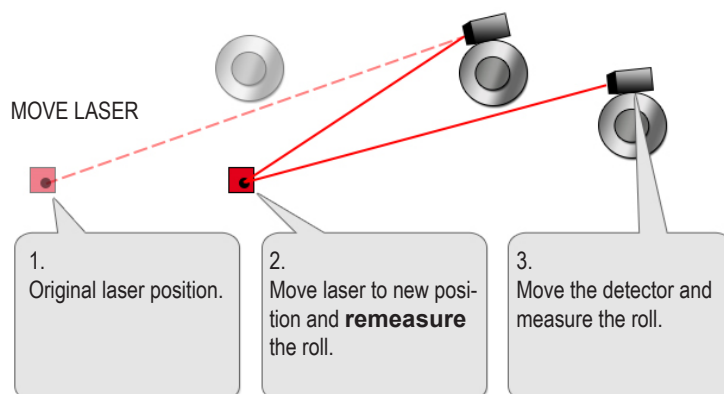 MOVE LASER
1.
Original laser position.
2.
Move laser to new posi-
tion and remeasure
the roll.
3.
Move the detector and
measure the roll.